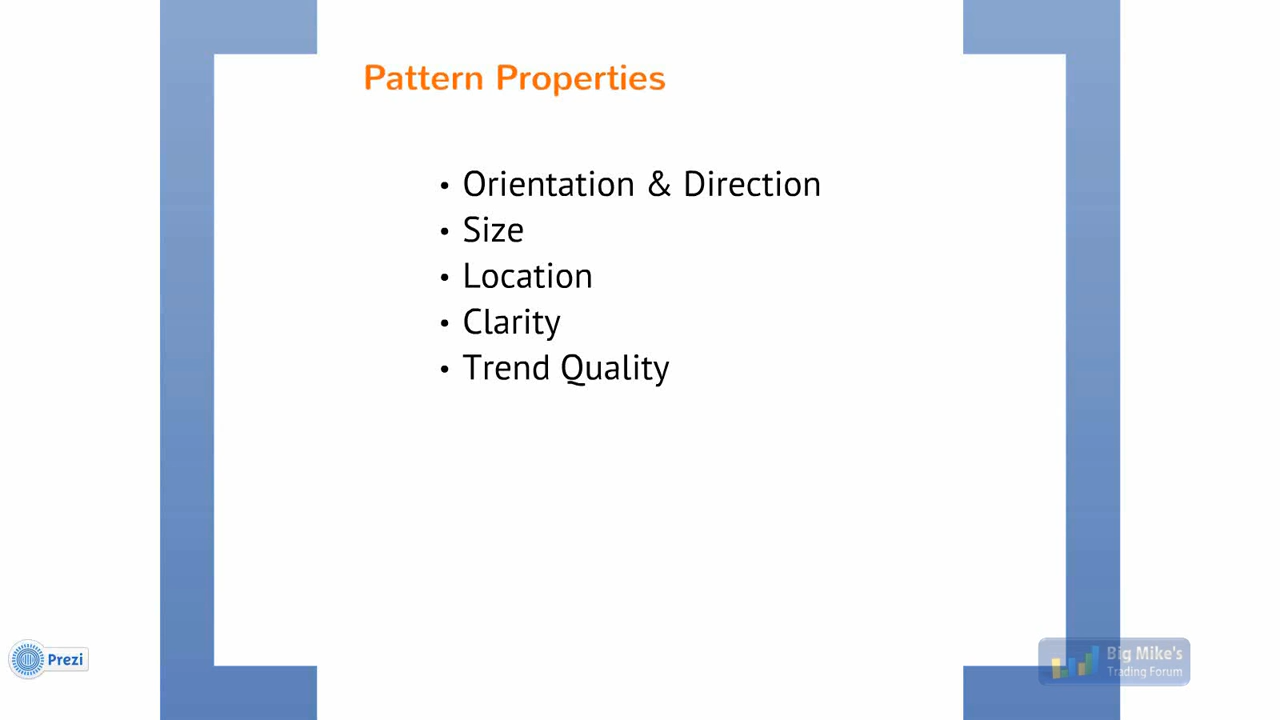 Pattern Properties
• Orientation & Direction
• Size
• Location
• Clarity
• Trend Quality
Prezi
Big Mike's
Trading Forum